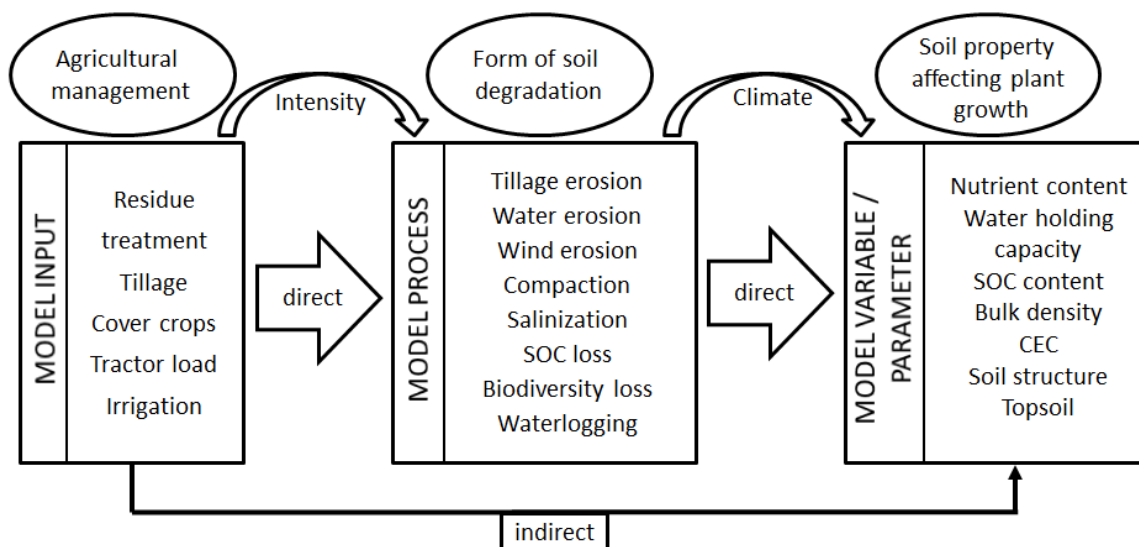 Agricultural
management
Intensity
Form of soil
degradation
Climate
Soil property
affecting plant
growth
MODEL INPUT
Residue
treatment
Tillage
Cover crops
Tractor load
Irrigation
direct
MODEL PROCESS
Tillage erosion
Water erosion
Wind erosion
Compaction
Salinization
SOC loss
Biodiversity loss
Waterlogging
direct
MODEL VARIABLE /
PARAMETER
Nutrient content
Water holding
capacity
SOC content
Bulk density
CEC
Soil structure
Topsoil
indirect